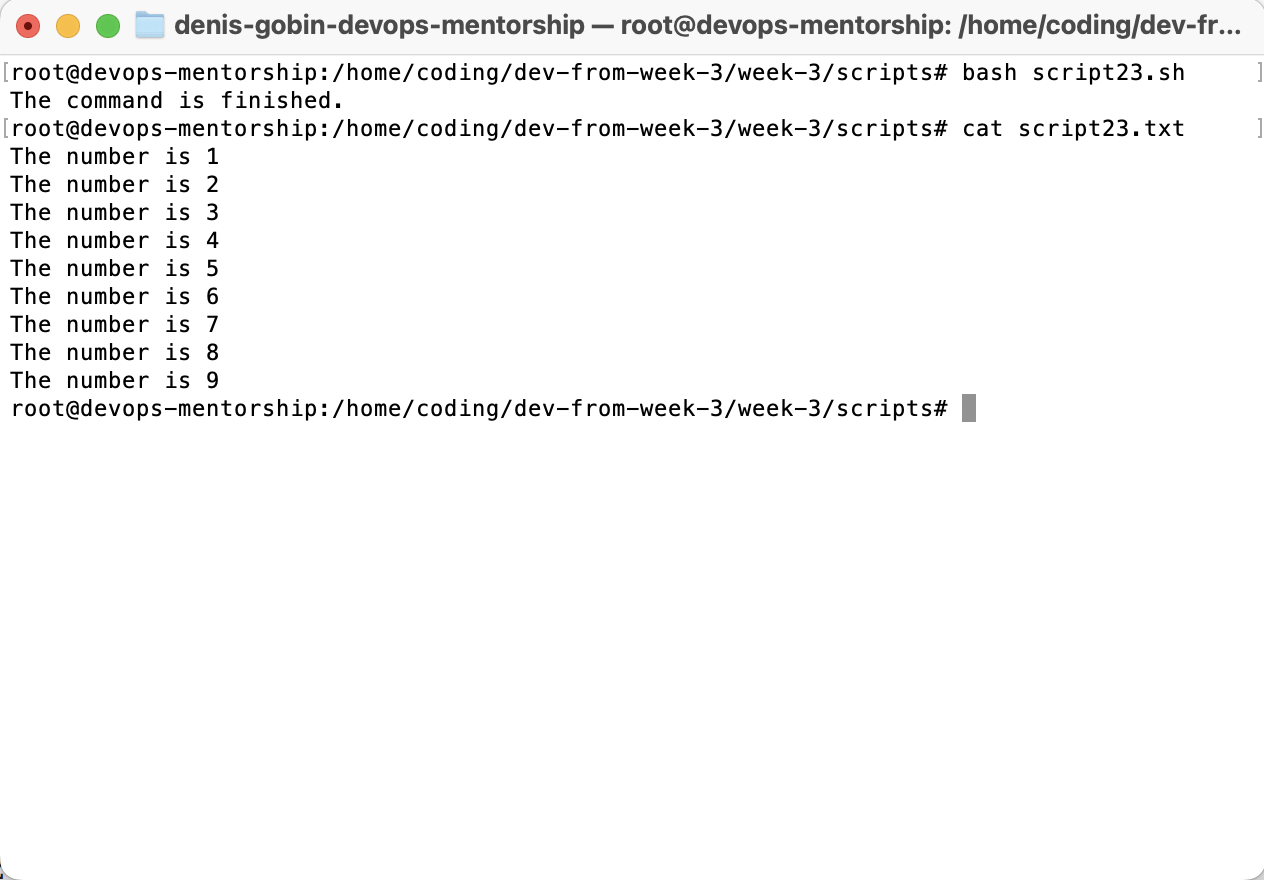 denis-gobin-devops-mentorship — root@devops-mentorship: /home/coding/dev-fr...
[root@devops-mentorship:/home/coding/dev-from-week-3/week-3/scripts# bash script23.sh ]
The command is finished.
[root@devops-mentorship:/home/coding/dev-from-week-3/week-3/scripts# cat script23.txt ]
The number is 1
The number is 2
The number is 3
The number is 4
The number is 5
The number is 6
The number is 7
The number is 8
The number is 9
root@devops-mentorship:/home/coding/dev-from-week-3/week-3/scripts#